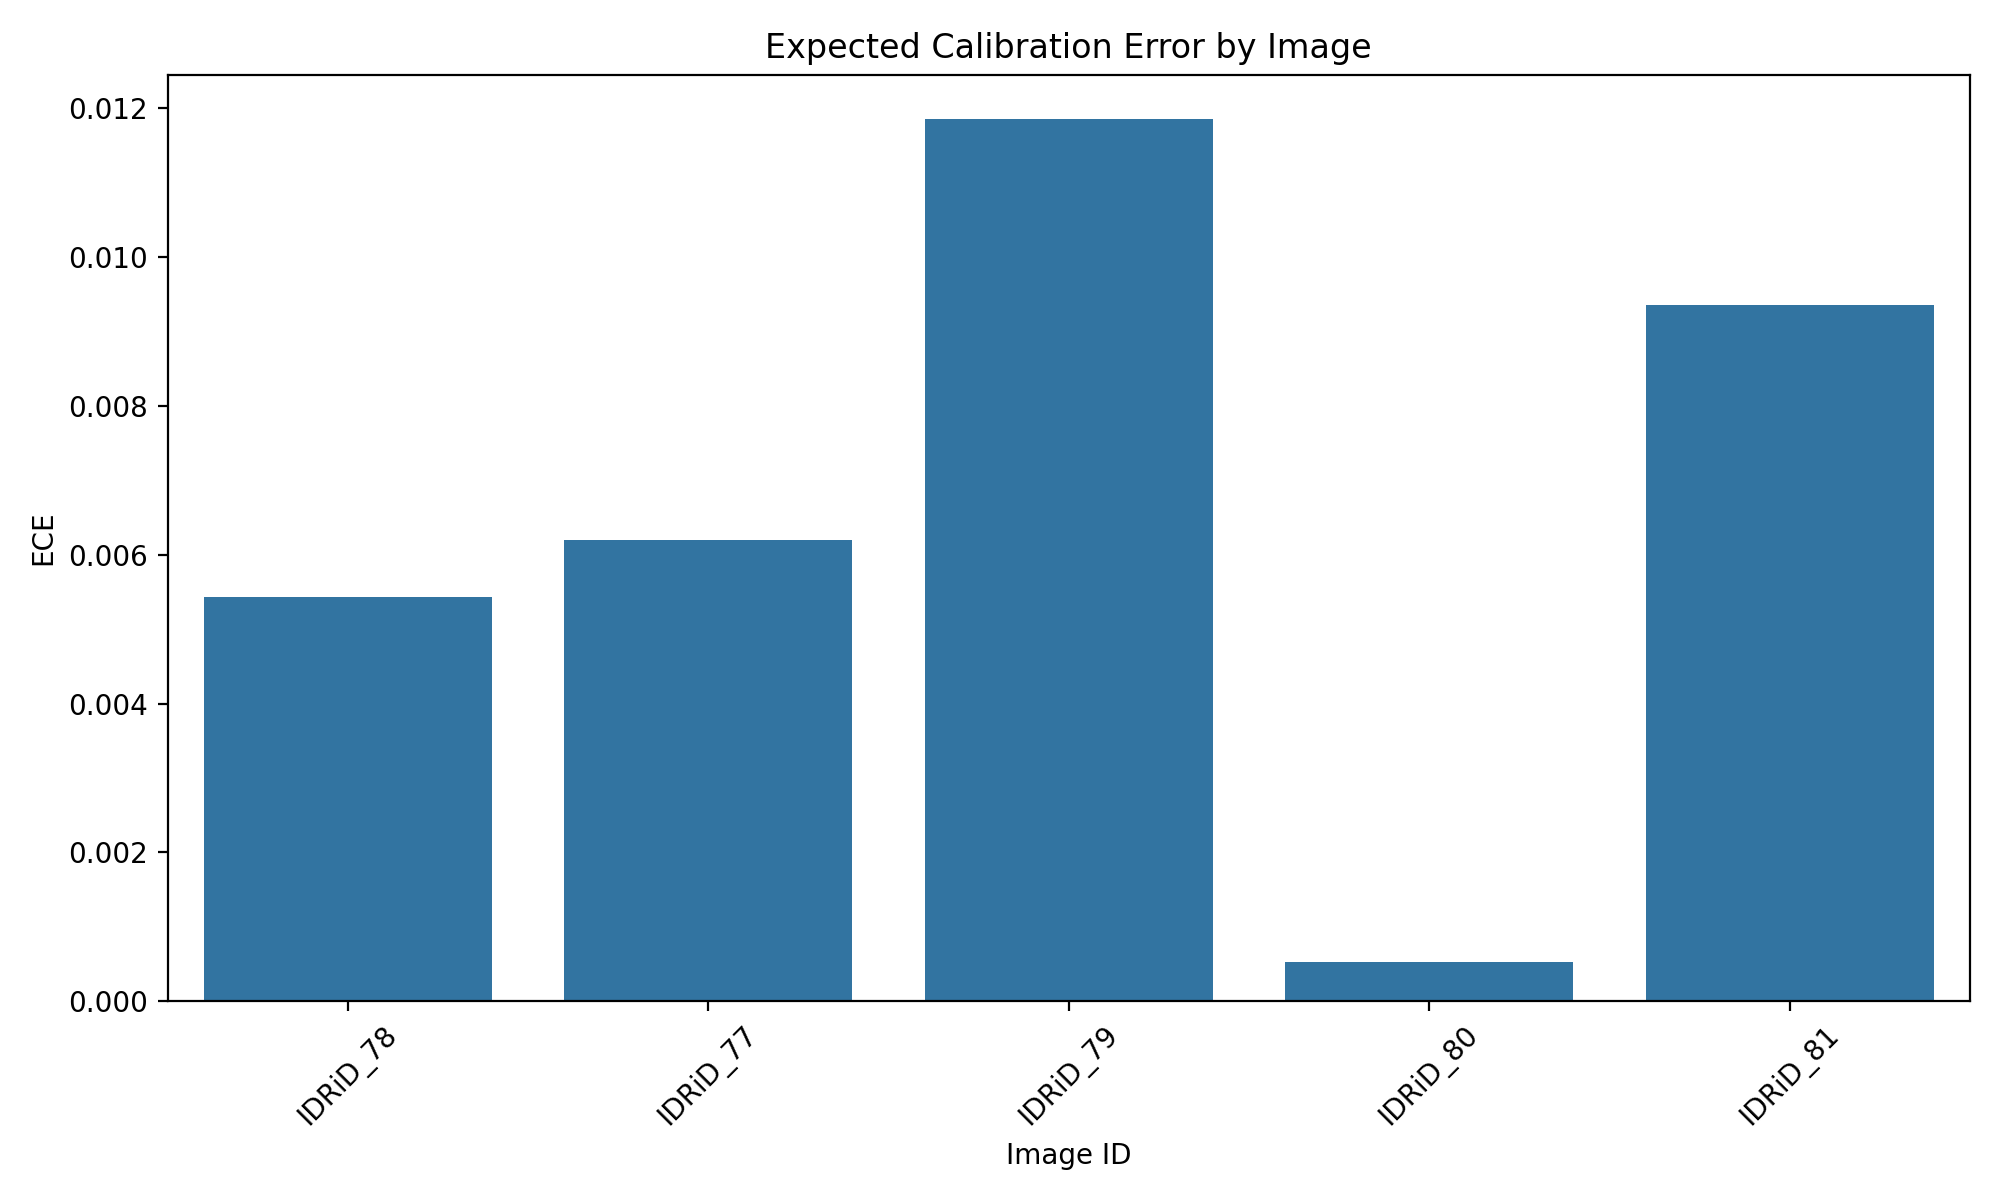 Expected Calibration Error by Image
0.012
0.010
0.008
0.006
0.004
0.002
0.000
ECE
IDRiD_78
IDRiD_77
IDRiD_79
IDRiD_80
IDRiD_81
Image ID